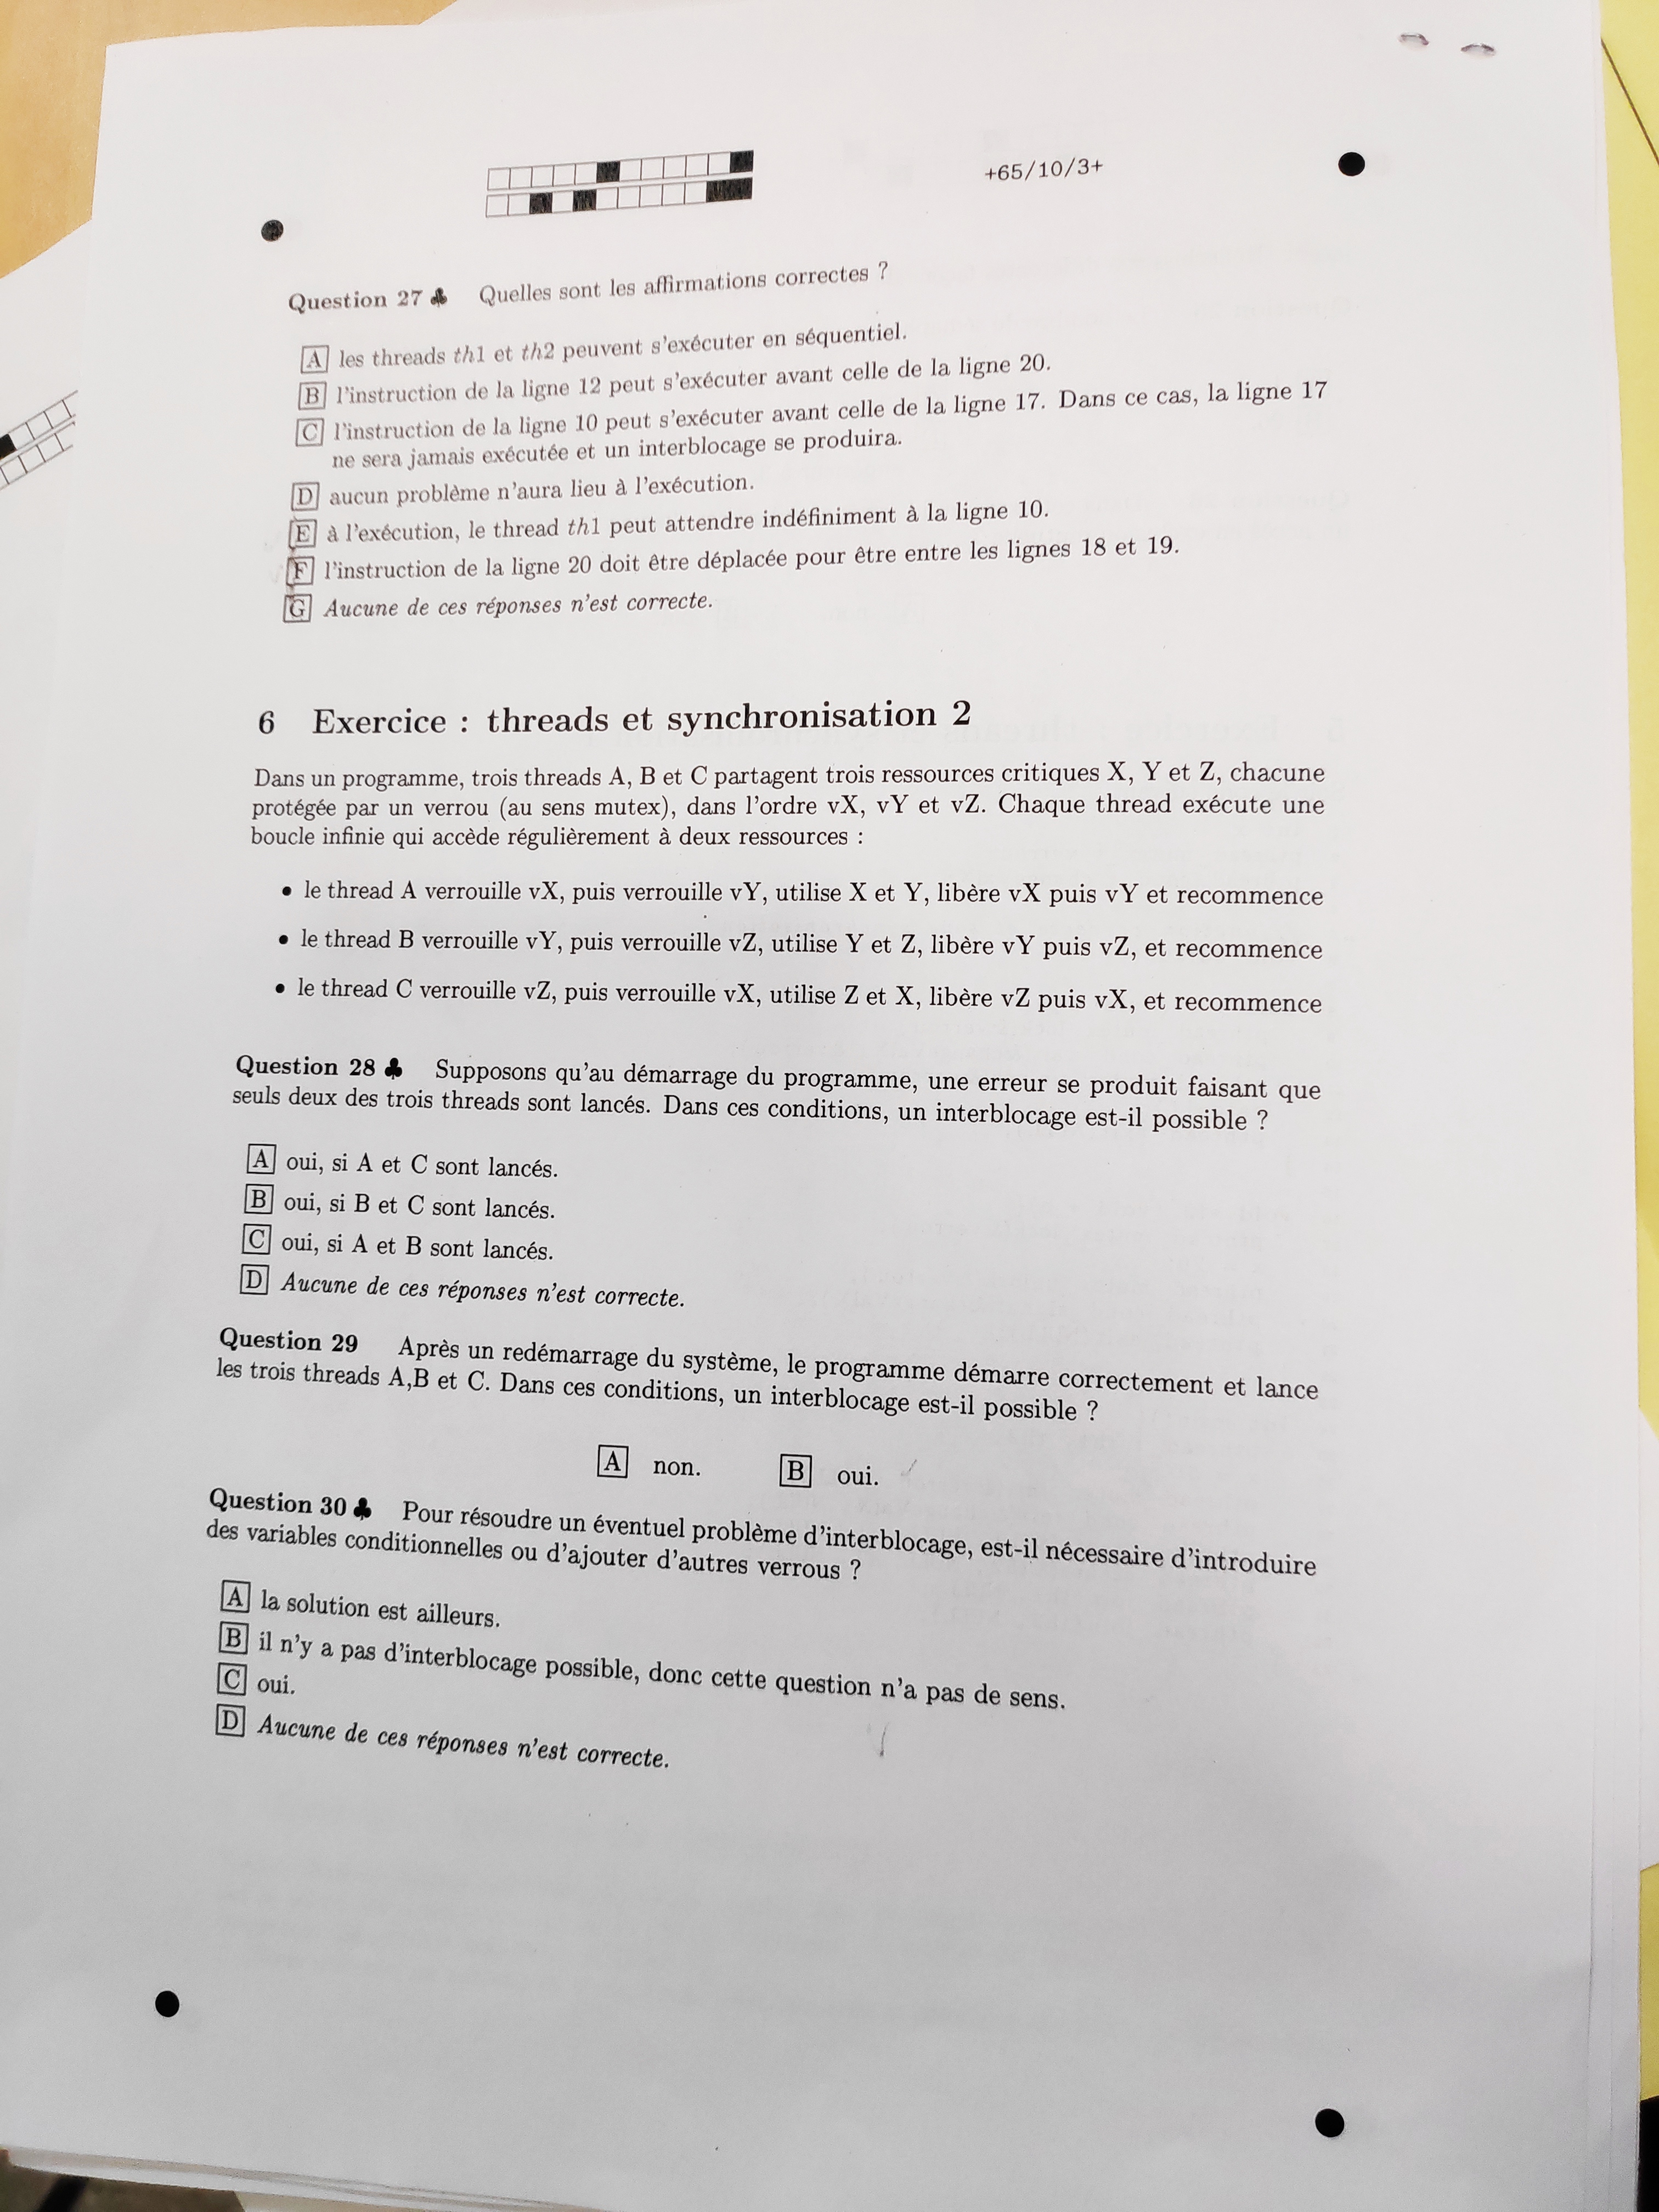 +65/10/3+
Question 27 ♣ Quelles sont les affirmations correctes ?
A les threads th1 et th2 peuvent s'exécuter en séquentiel.
B l'instruction de la ligne 12 peut s'exécuter avant celle de la ligne 20.
C l'instruction de la ligne 10 peut s'exécuter avant celle de la ligne 17. Dans ce cas, la ligne 17
ne sera jamais exécutée et un interblocage se produira.
D aucun problème n'aura lieu à l'exécution.
E à l'exécution, le thread th1 peut attendre indéfiniment à la ligne 10.
F l'instruction de la ligne 20 doit être déplacée pour être entre les lignes 18 et 19.
G Aucune de ces réponses n'est correcte.
6 Exercice : threads et synchronisation 2
Dans un programme, trois threads A, B et C partagent trois ressources critiques X, Y et Z, chacune
protégée par un verrou (au sens mutex), dans l'ordre vX, vY et vZ. Chaque thread exécute une
boucle infinie qui accède régulièrement à deux ressources :
• le thread A verrouille vX, puis verrouille vY, utilise X et Y, libère vX puis vY et recommence
• le thread B verrouille vY, puis verrouille vZ, utilise Y et Z, libère vY puis vZ, et recommence
• le thread C verrouille vZ, puis verrouille vX, utilise Z et X, libère vZ puis vX, et recommence
Question 28 ♣ Supposons qu'au démarrage du programme, une erreur se produit faisant que
seuls deux des trois threads sont lancés. Dans ces conditions, un interblocage est-il possible ?
A oui, si A et C sont lancés.
B oui, si B et C sont lancés.
C oui, si A et B sont lancés.
D Aucune de ces réponses n'est correcte.
Question 29 Après un redémarrage du système, le programme démarre correctement et lance
les trois threads A,B et C. Dans ces conditions, un interblocage est-il possible ?
A non. B oui.
Question 30 ♣ Pour résoudre un éventuel problème d'interblocage, est-il nécessaire d'introduire
des variables conditionnelles ou d'ajouter d'autres verrous ?
A la solution est ailleurs.
B il n'y a pas d'interblocage possible, donc cette question n'a pas de sens.
C oui.
D Aucune de ces réponses n'est correcte.